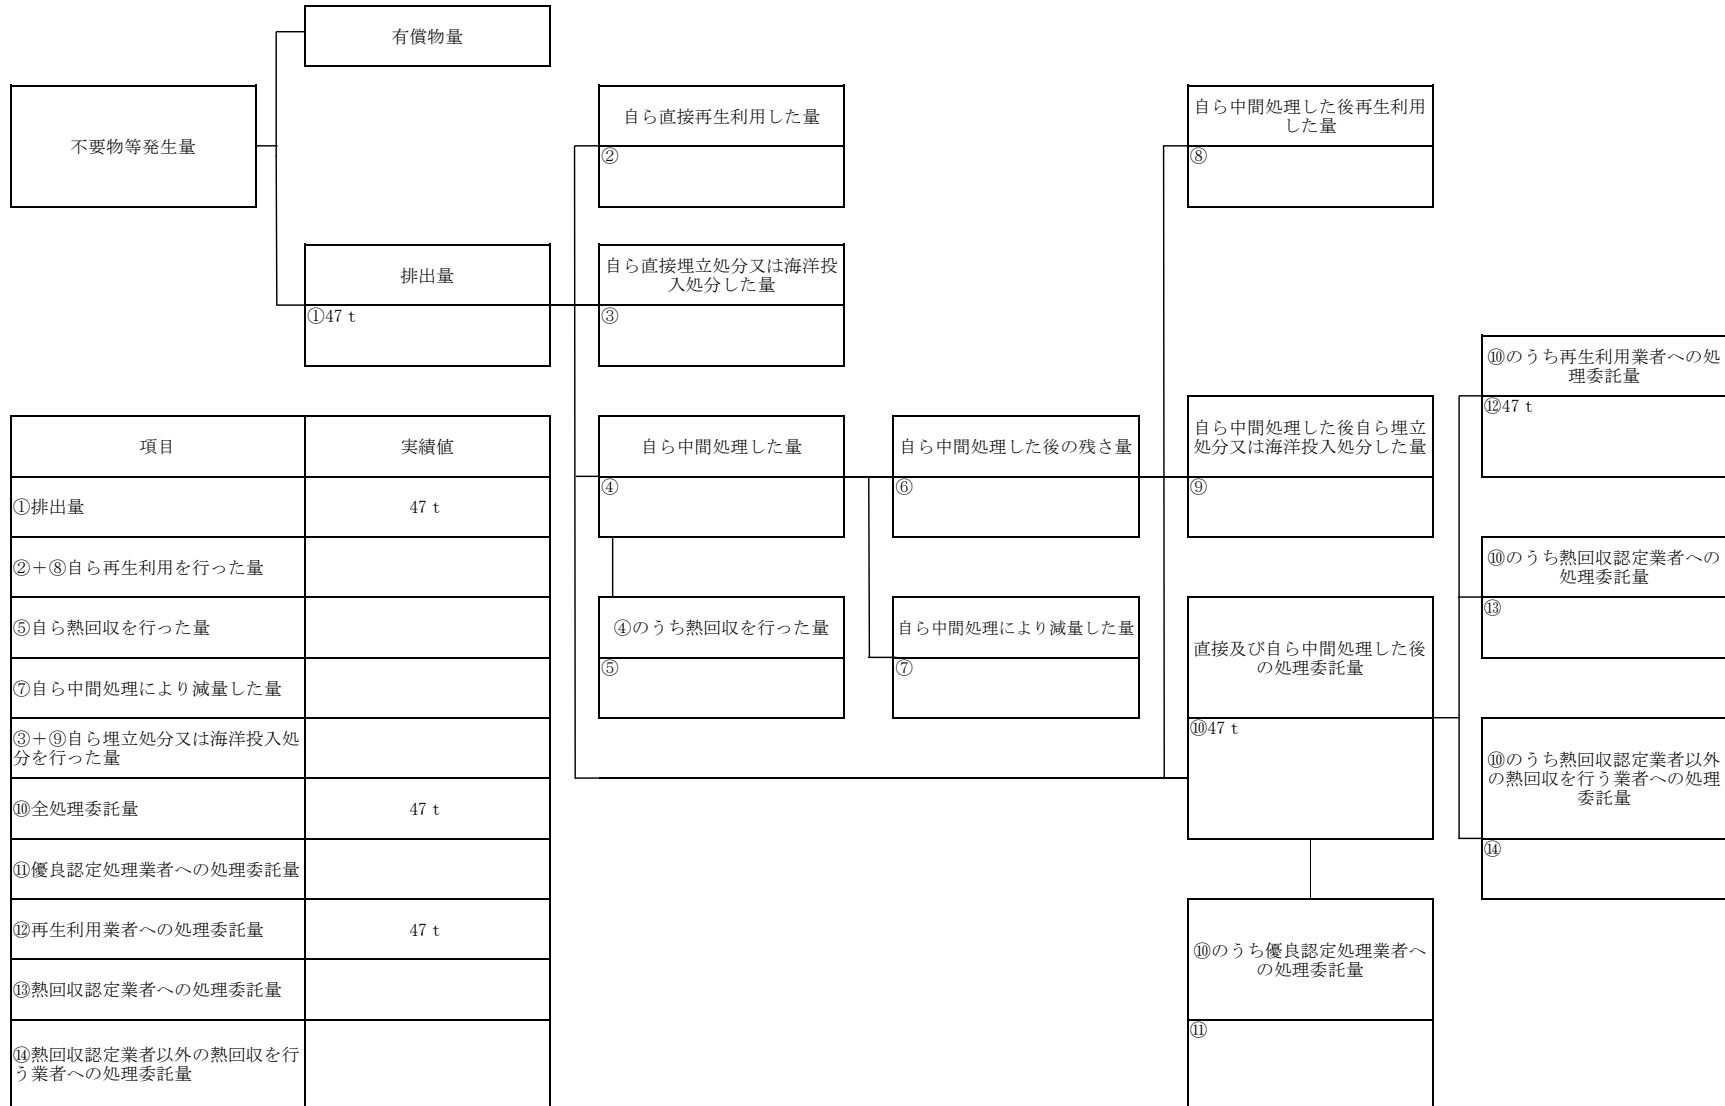 有償物量
不要物等発生量
自ら直接再生利用した量
②
自ら中間処理した後再生利用
した量
⑧
排出量
①47 t
自ら直接埋立処分又は海洋投
入処分した量
③
⑩のうち再生利用業者への処
理委託量
⑫47 t
自ら中間処理した量
④
自ら中間処理した後の残さ量
⑥
自ら中間処理した後自ら埋立
処分又は海洋投入処分した量
⑨
⑩のうち熱回収認定業者への
処理委託量
⑬
④のうち熱回収を行った量
⑤
自ら中間処理により減量した量
⑦
直接及び自ら中間処理した後
の処理委託量
⑩47 t
⑩のうち熱回収認定業者以外
の熱回収を行う業者への処理
委託量
⑭
⑩のうち優良認定処理業者へ
の処理委託量
⑪
項目 実績値
①排出量 47 t
②＋⑧自ら再生利用を行った量
⑤自ら熱回収を行った量
⑦自ら中間処理により減量した量
③＋⑨自ら埋立処分又は海洋投入処
分を行った量
⑩全処理委託量 47 t
⑪優良認定処理業者への処理委託量
⑫再生利用業者への処理委託量 47 t
⑬熱回収認定業者への処理委託量
⑭熱回収認定業者以外の熱回収を行
う業者への処理委託量